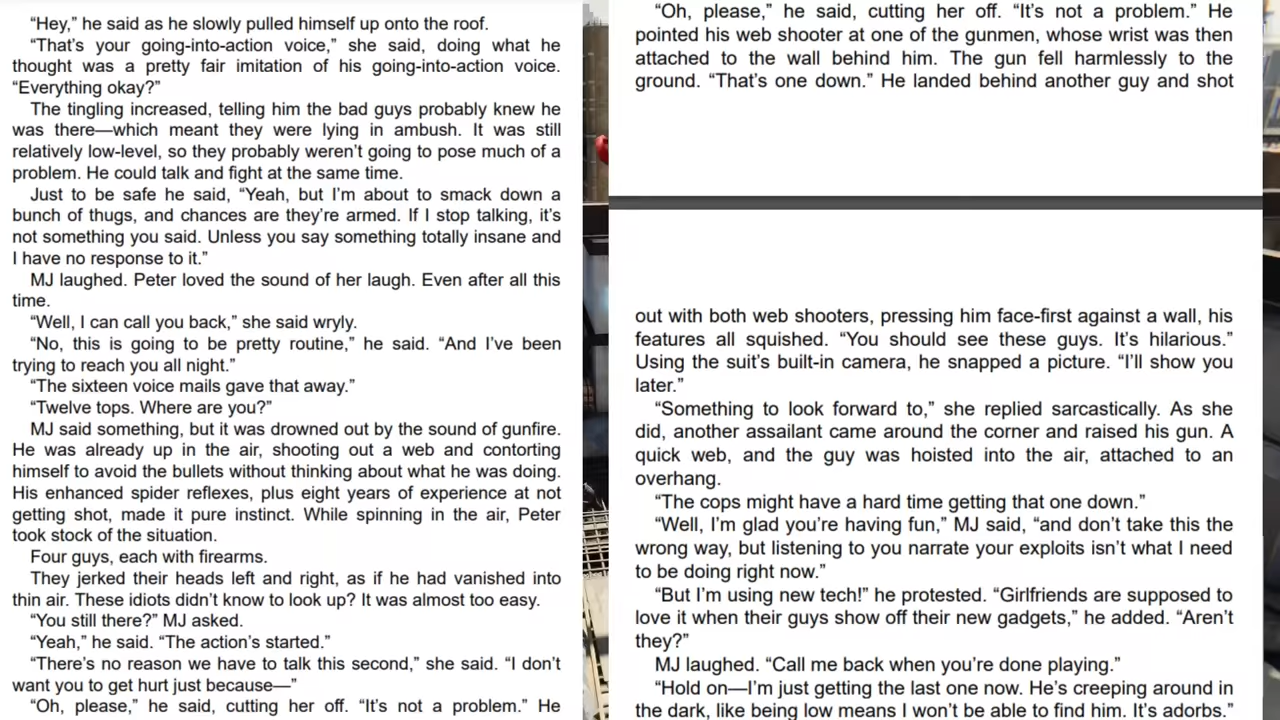 “Hey,” he said as he slowly pulled himself up onto the roof.
“That’s your going-into-action voice,” she said, doing what he
thought was a pretty fair imitation of his going-into-action voice.
“Everything okay?”
The tingling increased, telling him the bad guys probably knew he
was there—which meant they were lying in ambush. It was still
relatively low-level, so they probably weren’t going to pose much of a
problem. He could talk and fight at the same time.
Just to be safe he said, “Yeah, but I’m about to smack down a
bunch of thugs, and chances are they’re armed. If I stop talking, it’s
not something you said. Unless you say something totally insane and
I have no response to it.”
MJ laughed. Peter loved the sound of her laugh. Even after all this
time.
“Well, I can call you back,” she said wryly.
“No, this is going to be pretty routine,” he said. “And I’ve been
trying to reach you all night.”
“The sixteen voice mails gave that away.”
“Twelve tops. Where are you?”
MJ said something, but it was drowned out by the sound of gunfire.
He was already up in the air, shooting out a web and contorting
himself to avoid the bullets without thinking about what he was doing.
His enhanced spider reflexes, plus eight years of experience at not
getting shot, made it pure instinct. While spinning in the air, Peter
took stock of the situation.
Four guys, each with firearms.
They jerked their heads left and right, as if he had vanished into
thin air. These idiots didn’t know to look up? It was almost too easy.
“You still there?” MJ asked.
“Yeah,” he said. “The action’s started.”
“There’s no reason we have to talk this second,” she said. “I don’t
want you to get hurt just because—”
“Oh, please,” he said, cutting her off. “It’s not a problem.” He
“Oh, please,” he said, cutting her off. “It’s not a problem.” He
pointed his web shooter at one of the gunmen, whose wrist was then
attached to the wall behind him. The gun fell harmlessly to the
ground. “That’s one down.” He landed behind another guy and shot
out with both web shooters, pressing him face-first against a wall, his
features all squished. “You should see these guys. It’s hilarious.”
Using the suit’s built-in camera, he snapped a picture. “I’ll show you
later.”
“Something to look forward to,” she replied sarcastically. As she
did, another assailant came around the corner and raised his gun. A
quick web, and the guy was hoisted into the air, attached to an
overhang.
“The cops might have a hard time getting that one down.”
“Well, I’m glad you’re having fun,” MJ said, “and don’t take this the
wrong way, but listening to you narrate your exploits isn’t what I need
to be doing right now.”
“But I’m using new tech!” he protested. “Girlfriends are supposed to
love it when their guys show off their new gadgets,” he added. “Aren’t
they?”
MJ laughed. “Call me back when you’re done playing.”
“Hold on—I’m just getting the last one now. He’s creeping around in
the dark, like being low means I won’t be able to find him. It’s adorbs.”